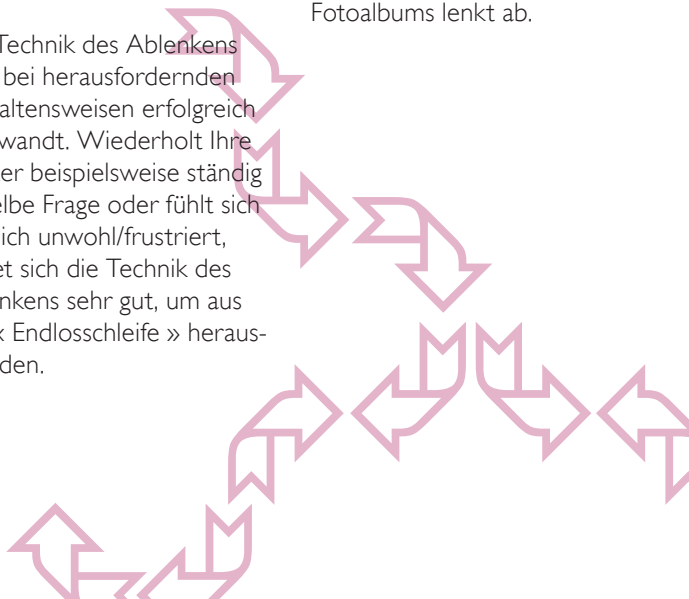 Technik des Ablenkens
bei herausfordernden
altensweisen erfolgreich
wandt. Wiederholt Ihre
er beispielsweise ständig
elbe Frage oder fühlt sich
ich unwohl/frustriert,
et sich die Technik des
nkens sehr gut, um aus
« Endlosschleife » heraus-
den.
Fotoalbums lenkt ab.